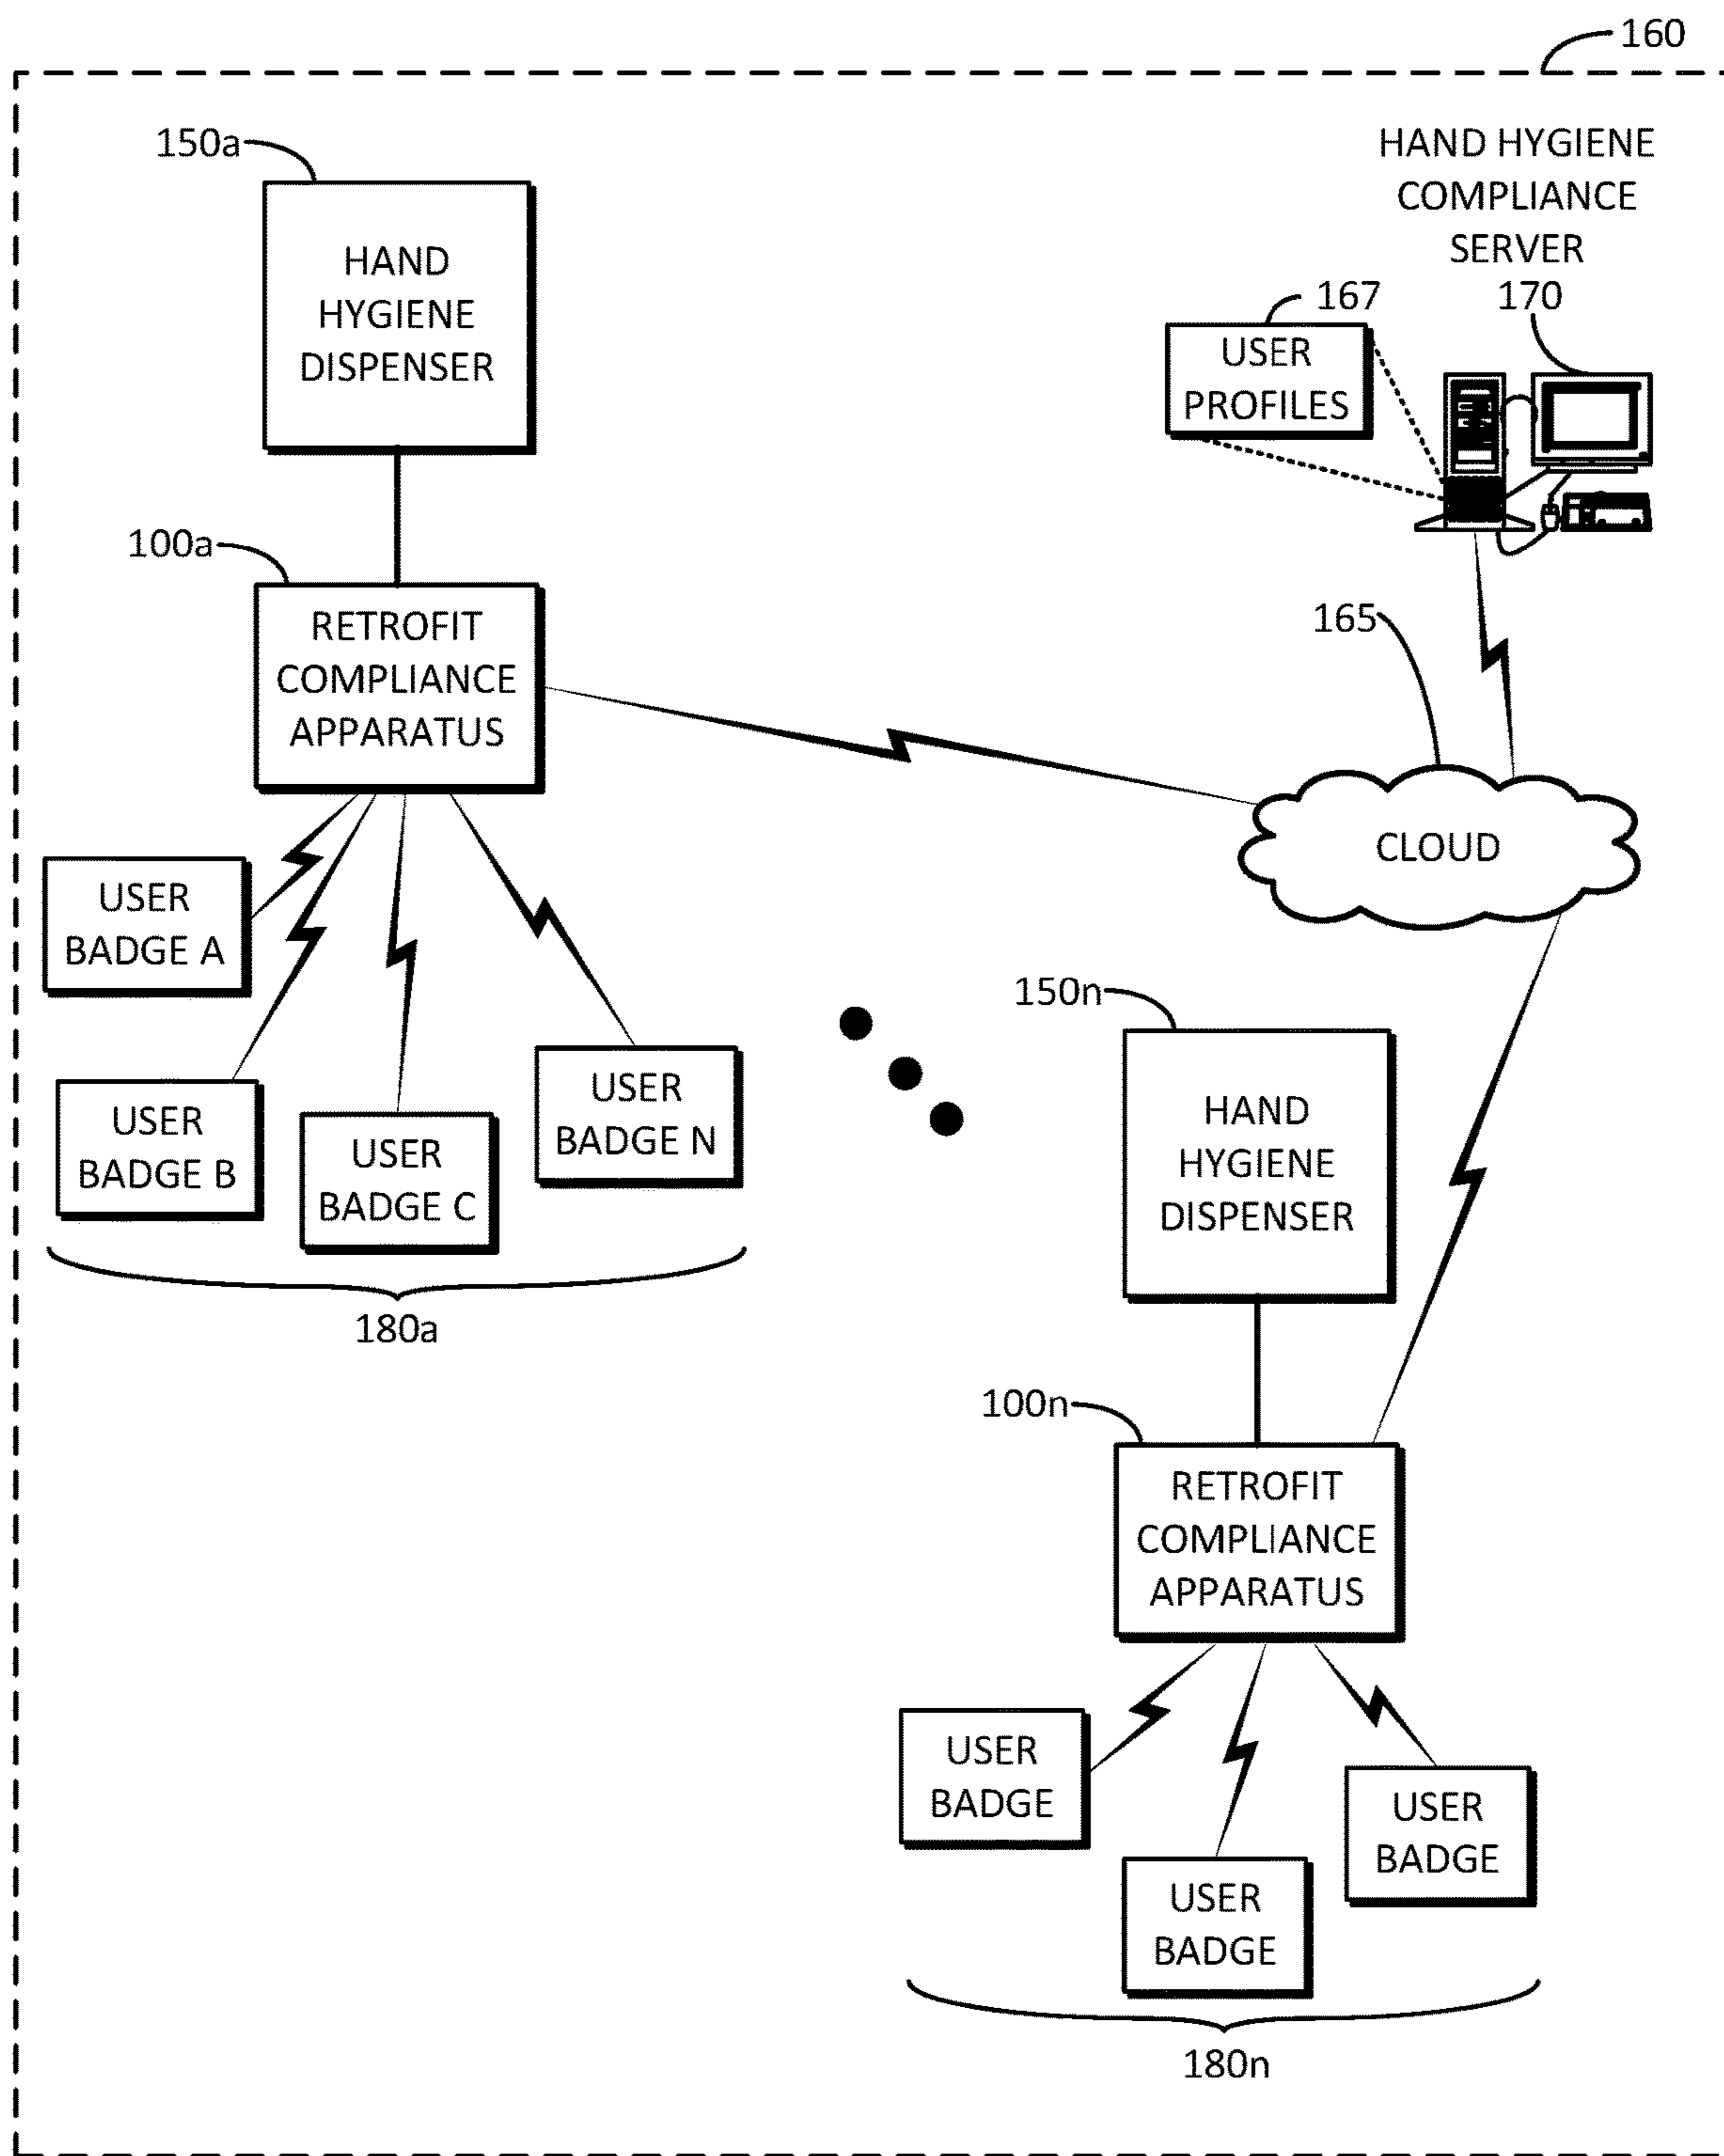 160
150a
HAND
HYGIENE
DISPENSER
HAND HYGIENE
COMPLIANCE
SERVER
170
167
USER
PROFILES
100a
RETROFIT
COMPLIANCE
APPARATUS
165
CLOUD
USER
BADGE A
USER
BADGE B
USER
BADGE C
USER
BADGE N
180a
150n
HAND
HYGIENE
DISPENSER
100n
RETROFIT
COMPLIANCE
APPARATUS
USER
BADGE
USER
BADGE
USER
BADGE
180n